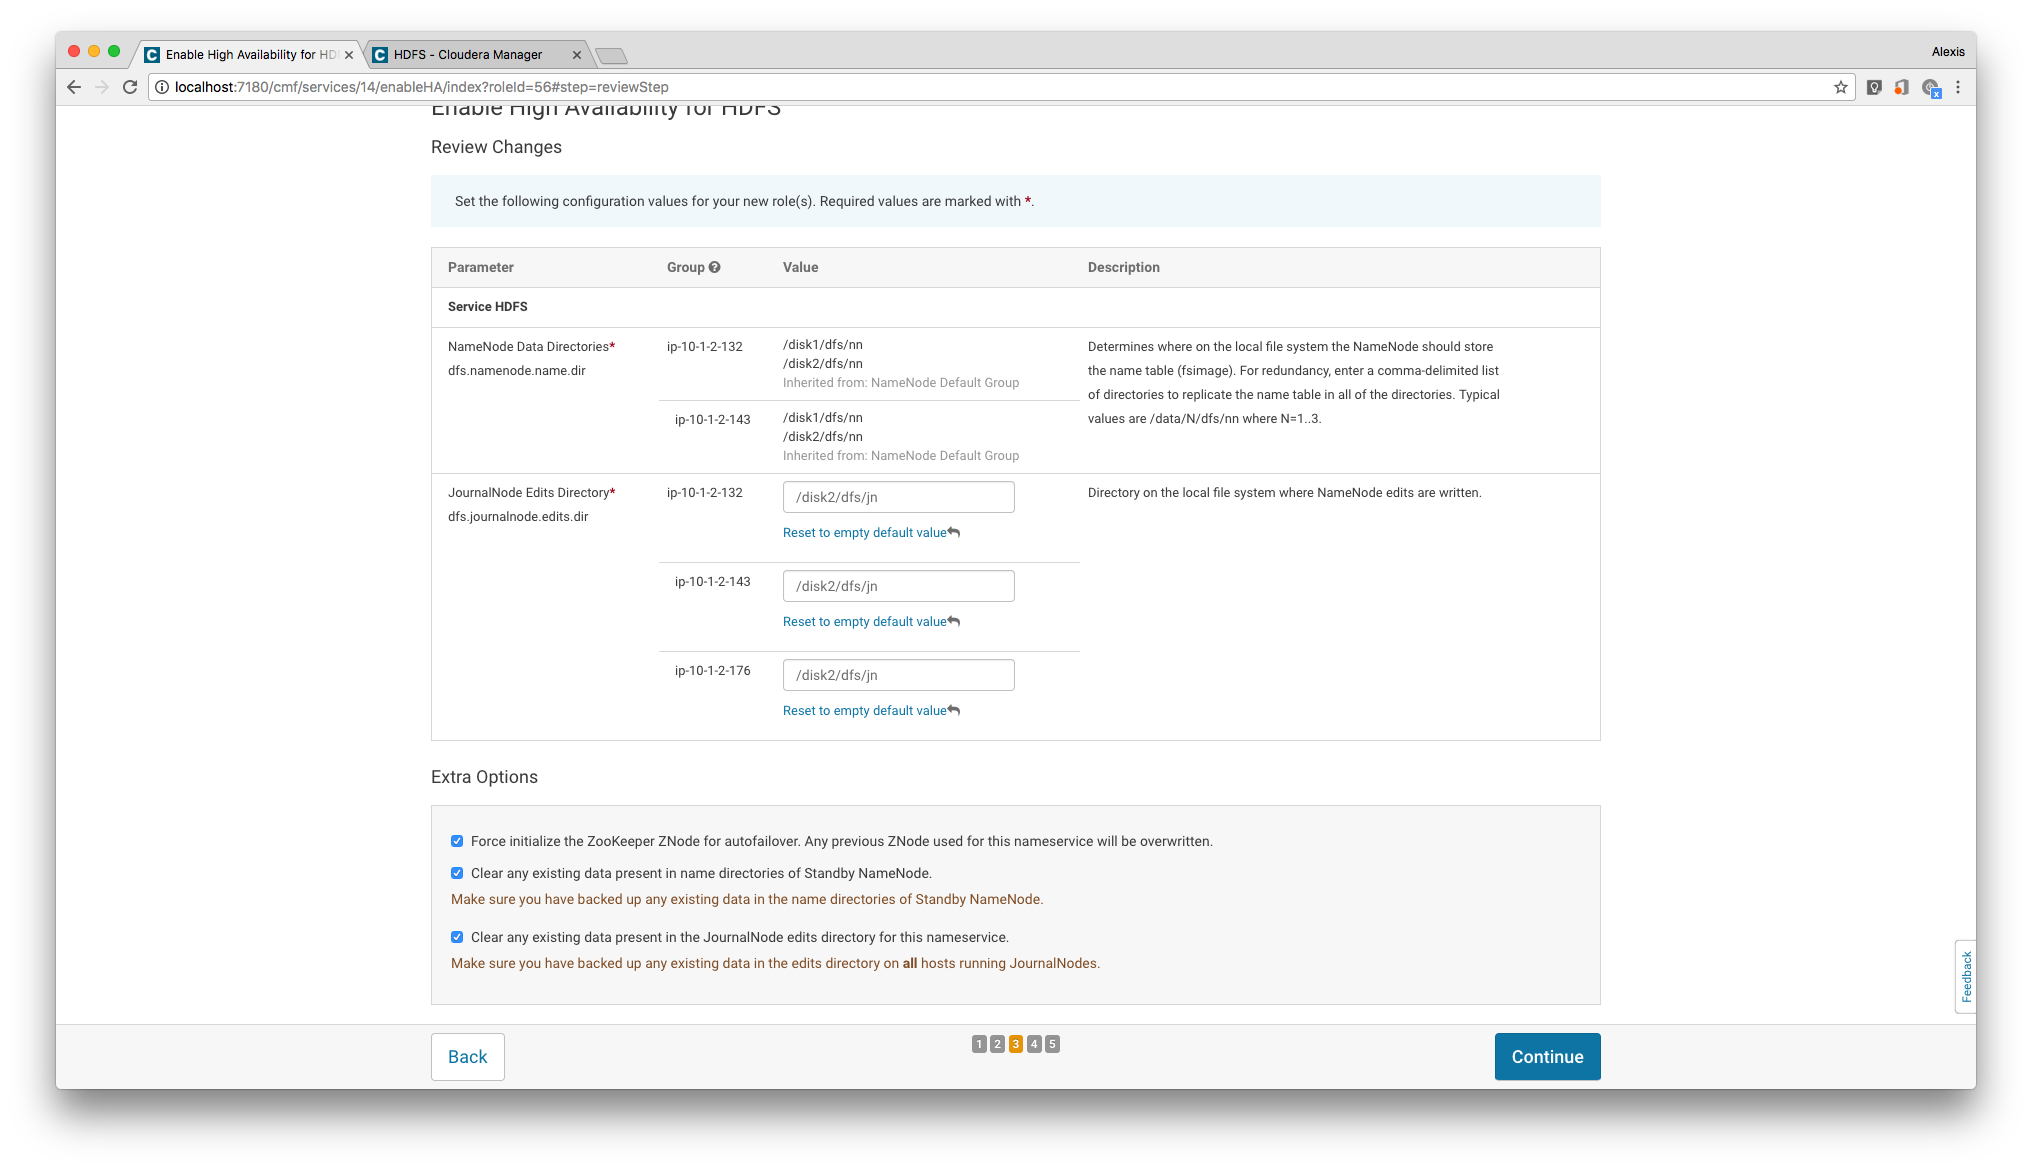 Enable High Availability for HD
HDFS - Cloudera Manager
Alexis
localhost:7180/cmf/services/14/enableHA/index?roleId=56#step=reviewStep
Enable High Availability for HDFS
Review Changes
Set the following configuration values for your new role(s). Required values are marked with *.
Parameter Group Value Description
Service HDFS
NameNode Data Directories*
dfs.namenode.name.dir
ip-10-1-2-132
/disk1/dfs/nn
/disk2/dfs/nn
Inherited from: NameNode Default Group
Determines where on the local file system the NameNode should store
the name table (fsimage). For redundancy, enter a comma-delimited list
of directories to replicate the name table in all of the directories. Typical
values are /data/N/dfs/nn where N=1..3.
ip-10-1-2-143
/disk1/dfs/nn
/disk2/dfs/nn
Inherited from: NameNode Default Group
JournalNode Edits Directory*
dfs.journalnode.edits.dir
ip-10-1-2-132
/disk2/dfs/jn
Reset to empty default value
Directory on the local file system where NameNode edits are written.
ip-10-1-2-143
/disk2/dfs/jn
Reset to empty default value
ip-10-1-2-176
/disk2/dfs/jn
Reset to empty default value
Extra Options
Force initialize the ZooKeeper ZNode for autofailover. Any previous ZNode used for this nameservice will be overwritten.
Clear any existing data present in name directories of Standby NameNode.
Make sure you have backed up any existing data in the name directories of Standby NameNode.
Clear any existing data present in the JournalNode edits directory for this nameservice.
Make sure you have backed up any existing data in the edits directory on all hosts running JournalNodes.
Feedback
Back
1 2 3 4 5
Continue